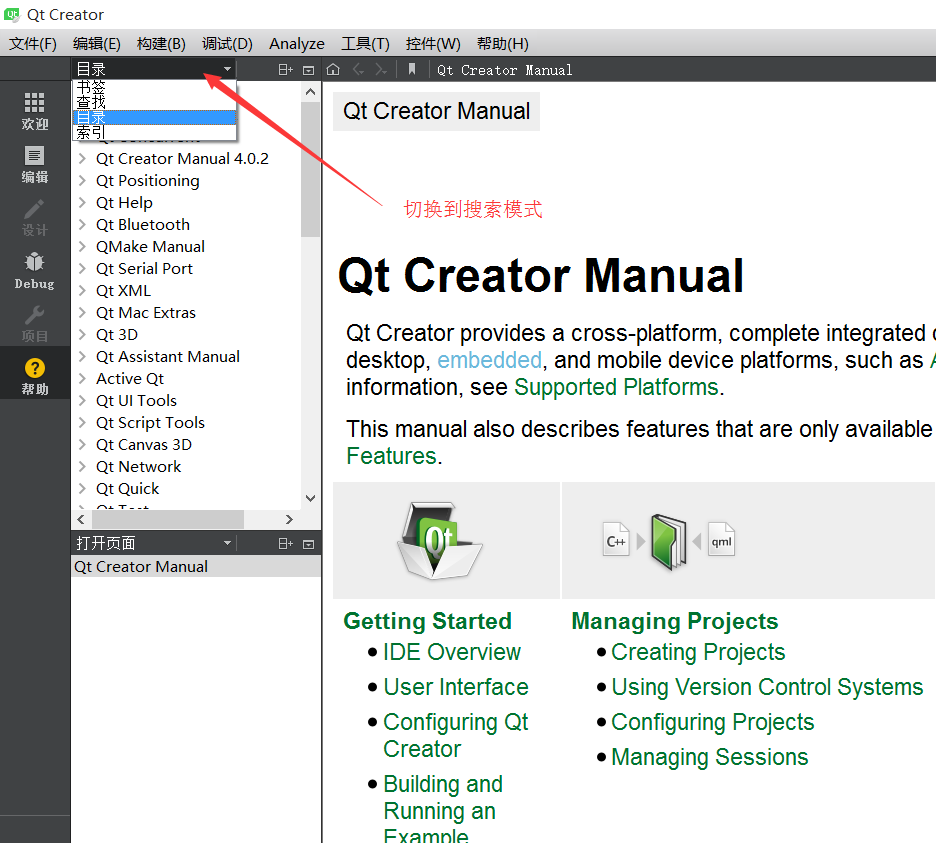 Qt Creator
文件(F) 编辑(E) 构建(B) 调试(D) Analyze 工具(T) 控件(W) 帮助(H)
目录
Qt Creator Manual
书签
查找
目录
索引
欢迎
编辑
设计
Debug
项目
帮助
Qt Creator Manual 4.0.2
Qt Positioning
Qt Help
Qt Bluetooth
QMake Manual
Qt Serial Port
Qt XML
Qt Mac Extras
Qt 3D
Qt Assistant Manual
Active Qt
Qt UI Tools
Qt Script Tools
Qt Canvas 3D
Qt Network
Qt Quick
打开页面
Qt Creator Manual
Qt Creator Manual
切换到搜索模式
Qt Creator Manual
Qt Creator provides a cross-platform, complete integrated
desktop, embedded, and mobile device platforms, such as
information, see Supported Platforms.
This manual also describes features that are only available
Features.
Qt
C++
qml
Getting Started
IDE Overview
User Interface
Configuring Qt
Creator
Building and
Running an
Example
Managing Projects
Creating Projects
Using Version Control Systems
Configuring Projects
Managing Sessions